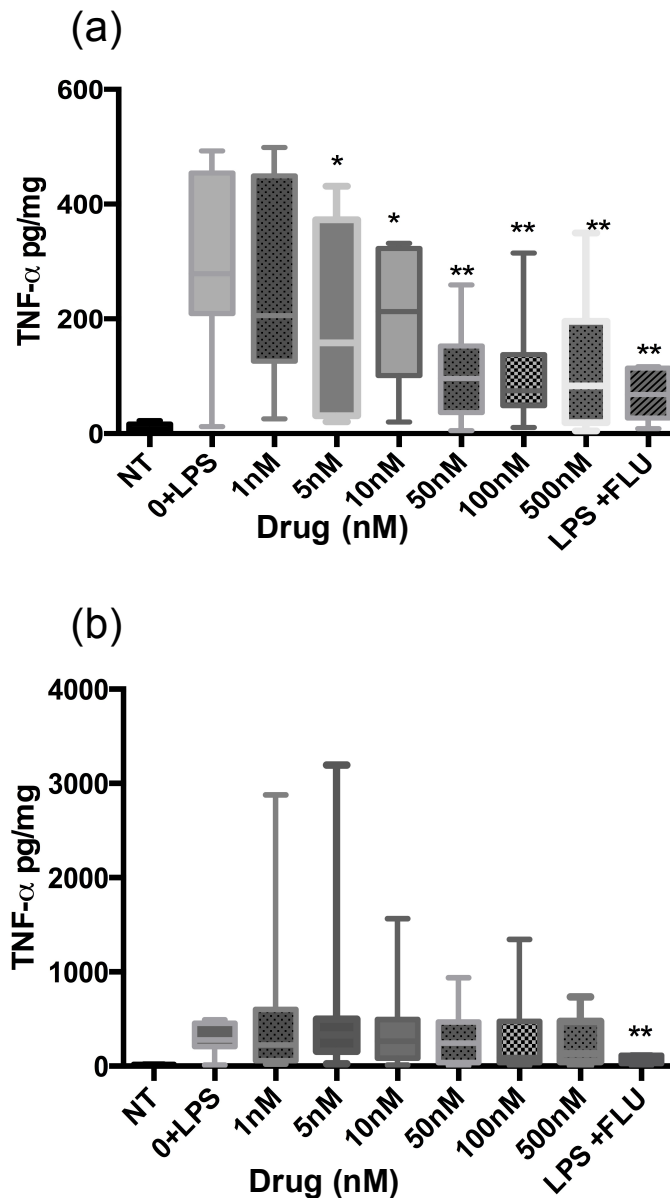 (a)
600
400
200
0
TNF-α pg/mg
*
*
**
**
**
**
NT
0+LPS
1nM
5nM
10nM
50nM
100nM
500nM
LPS +FLU
Drug (nM)
(b)
4000
3000
2000
1000
0
TNF-α pg/mg
**
NT
0+LPS
1nM
5nM
10nM
50nM
100nM
500nM
LPS +FLU
Drug (nM)